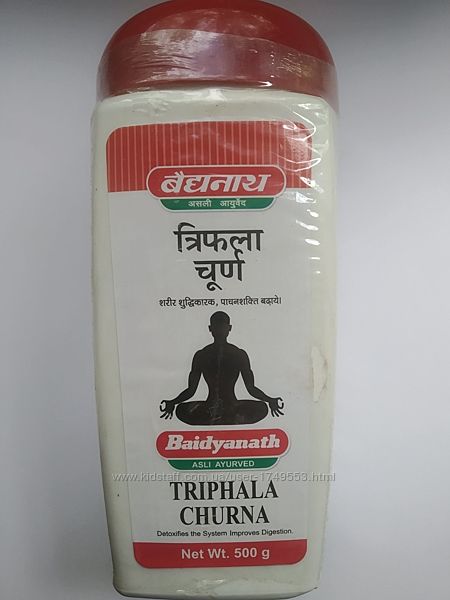 बैद्यनाथ
असली आयुर्वेद
त्रिफला
चूर्ण
शरीर शुद्धिकारक, पाचनशक्ति बढ़ाये।
Baidyanath
ASLI AYURVED
www.kidstaff.com.ua/user-1749553.html
TRIPHALA
CHURNA
Detoxifies the System Improves Digestion.
Net Wt. 500 g